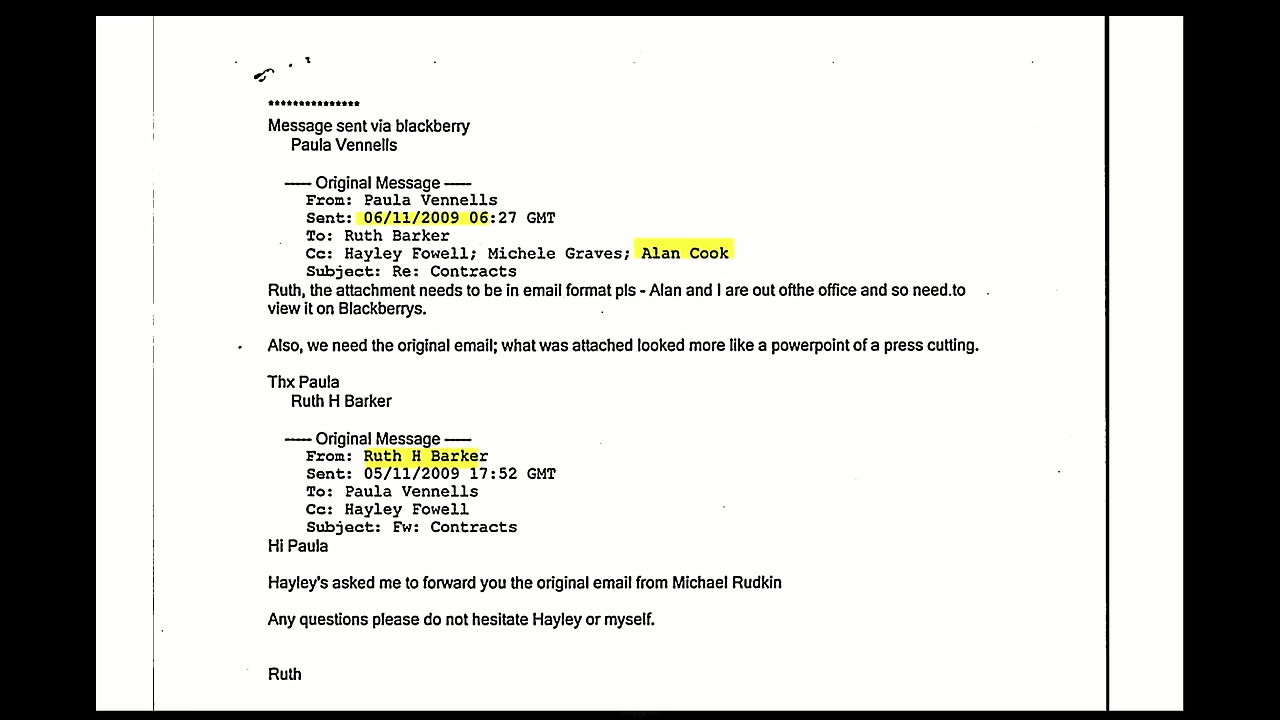 ***************
Message sent via blackberry
Paula Vennells
----- Original Message -----
From: Paula Vennells
Sent: 06/11/2009 06:27 GMT
To: Ruth Barker
Cc: Hayley Fowell; Michele Graves; Alan Cook
Subject: Re: Contracts
Ruth, the attachment needs to be in email format pls - Alan and I are out ofthe office and so need.to
view it on Blackberrys.
Also, we need the original email; what was attached looked more like a powerpoint of a press cutting.
Thx Paula
Ruth H Barker
----- Original Message -----
From: Ruth H Barker
Sent: 05/11/2009 17:52 GMT
To: Paula Vennells
Cc: Hayley Fowell
Subject: Fw: Contracts
Hi Paula
Hayley's asked me to forward you the original email from Michael Rudkin
Any questions please do not hesitate Hayley or myself.
Ruth